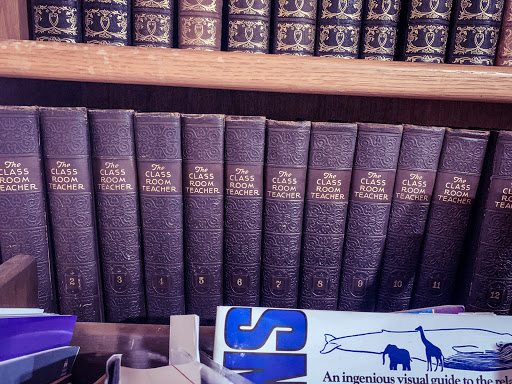 The
CLASS
ROOM
TEACHER
The
CLASS
ROOM
TEACHER
2
The
CLASS
ROOM
TEACHER
3
The
CLASS
ROOM
TEACHER
4
The
CLASS
ROOM
TEACHER
5
The
CLASS
ROOM
TEACHER
6
The
CLASS
ROOM
TEACHER
7
The
CLASS
ROOM
TEACHER
8
The
CLASS
ROOM
TEACHER
9
The
CLASS
ROOM
TEACHER
10
The
CLASS
ROOM
TEACHER
11
The
CLASS
ROOM
12
NS
An ingenious visual guide to the